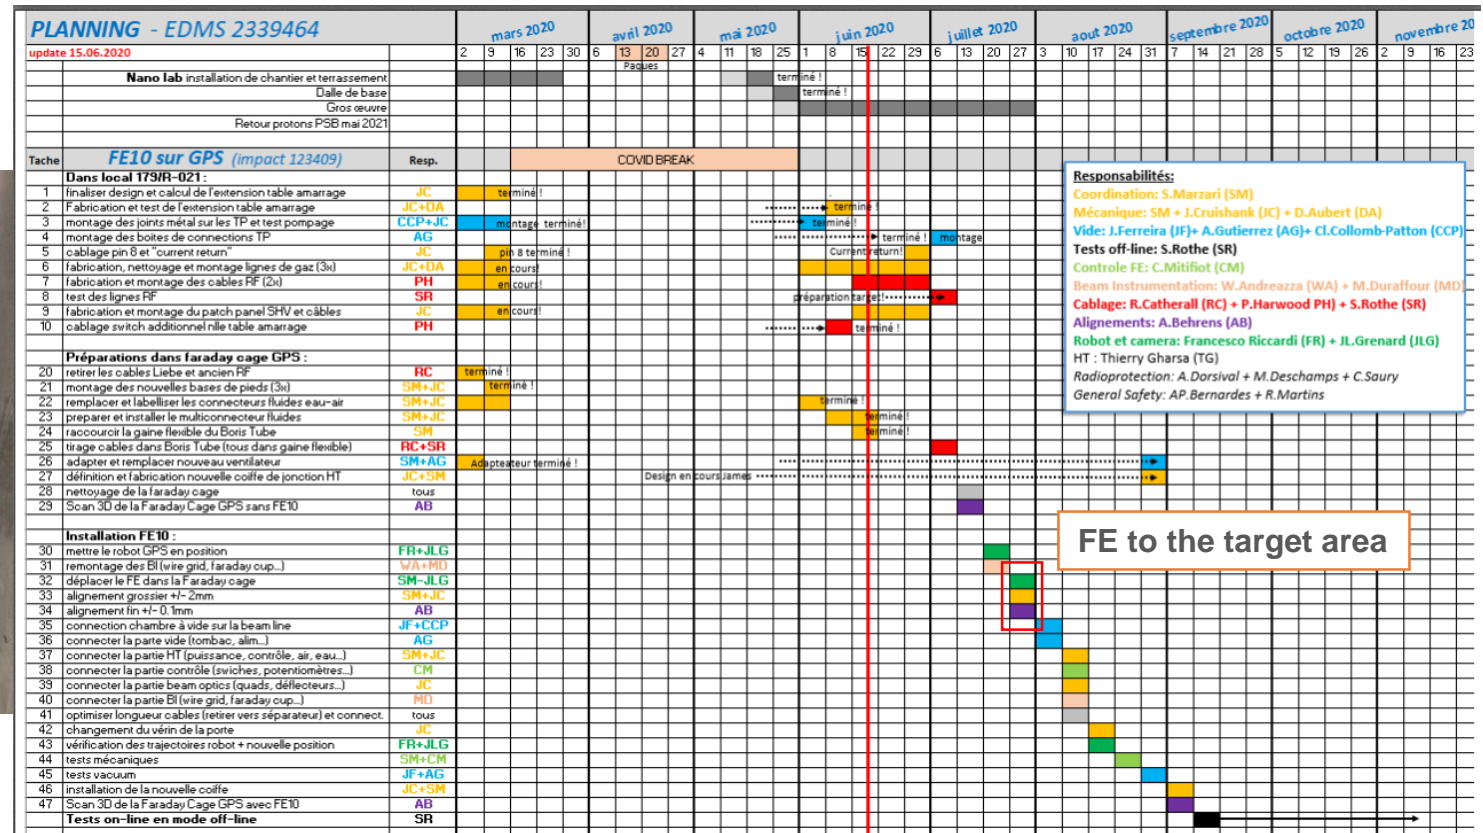 PLANNING - EDMS 2339464
mars 2020 avril 2020 mai 2020 juin 2020 juillet 2020 aout 2020 septembre 2020 octobre 2020 novembre 20
update 15.06.2020
2 9 16 23 30 6 13 20 27 4 11 18 25 1 8 15 22 29 6 13 20 27 3 10 17 24 31 7 14 21 28 5 12 19 26 2 9 16 23
Paques
Nano lab installation de chantier et terrassement terminé !
Dalle de base terminé !
Gros œuvre
Retour protons PSB mai 2021
Tache FE10 sur GPS (impact 123409) Resp. COVID BREAK
Dans local 179/R-021 :
1 finaliser design et calcul de l'extension table amarrage JC terminé !
2 Fabrication et test de l'extension table amarrage JC+DA terminé !
3 montage des joints métal sur les TP et test pompage CCP+JC montage terminé! terminé !
4 montage des boites de connections TP AG terminé ! montage
5 cablage pin 8 et "current return" JC pin 8 terminé ! Current return!
6 fabrication, nettoyage et montage lignes de gaz (3x) JC+DA en cours!
7 fabrication et montage des cables RF (2x) PH en cours!
8 test des lignes RF SR préparation target!
9 fabrication et montage du patch panel SHV et câbles JC en cours!
10 cablage switch additionnel nlle table amarrage PH terminé !
Préparations dans faraday cage GPS :
20 retirer les cables Liebe et ancien RF RC terminé !
21 montage des nouvelles bases de pieds (3x) SM+JC terminé !
22 remplacer et labelliser les connecteurs fluides eau-air SM+JC terminé !
23 preparer et installer le multiconnecteur fluides SM+JC terminé !
24 raccourcir la gaine flexible du Boris Tube SM terminé !
25 tirage cables dans Boris Tube (tous dans gaine flexible) RC+SR
26 adapter et remplacer nouveau ventilateur SM+AG Adapteateur terminé !
27 définition et fabrication nouvelle coiffe de jonction HT JC+SM Design en cours James
28 nettoyage de la faraday cage tous
29 Scan 3D de la Faraday Cage GPS sans FE10 AB
Installation FE10 :
30 mettre le robot GPS en position FR+JLG
31 remontage des BI (wire grid, faraday cup...) WA+MD
32 déplacer le FE dans la Faraday cage SM-JLG
33 alignement grossier +/- 2mm SM+JC
34 alignement fin +/- 0.1mm AB
35 connection chambre à vide sur la beam line JF+CCP
36 connecter la parte vide (tombac, alim...) AG
37 connecter la partie HT (puissance, contrôle, air, eau...) SM+JC
38 connecter la partie contrôle (swiches, potentiomètres...) CM
39 connecter la partie beam optics (quads, déflecteurs...) JC
40 connecter la partie BI (wire grid, faraday cup...) MD
41 optimiser longueur cables (retirer vers séparateur) et connect. tous
42 changement du vérin de la porte JC
43 vérification des trajectoires robot + nouvelle position FR+JLG
44 tests mécaniques SM+CM
45 tests vacuum JF+AG
46 installation de la nouvelle coiffe JC+SM
47 Scan 3D de la Faraday Cage GPS avec FE10 AB
Tests on-line en mode off-line SR
Responsabilités:
Coordination: S.Marzari (SM)
Mécanique: SM + J.Cruishank (JC) + D.Aubert (DA)
Vide: J.Ferreira (JF)+ A.Gutierrez (AG)+ Cl.Collomb-Patton (CCP)
Tests off-line: S.Rothe (SR)
Controle FE: C.Mitifiot (CM)
Beam Instrumentation: W.Andreazza (WA) + M.Duraffour (MD)
Cablage: R.Catherall (RC) + P.Harwood PH) + S.Rothe (SR)
Alignements: A.Behrens (AB)
Robot et camera: Francesco Riccardi (FR) + JL.Grenard (JLG)
HT : Thierry Gharsa (TG)
Radioprotection: A.Dorsival + M.Deschamps + C.Saury
General Safety: AP.Bernardes + R.Martins
FE to the target area